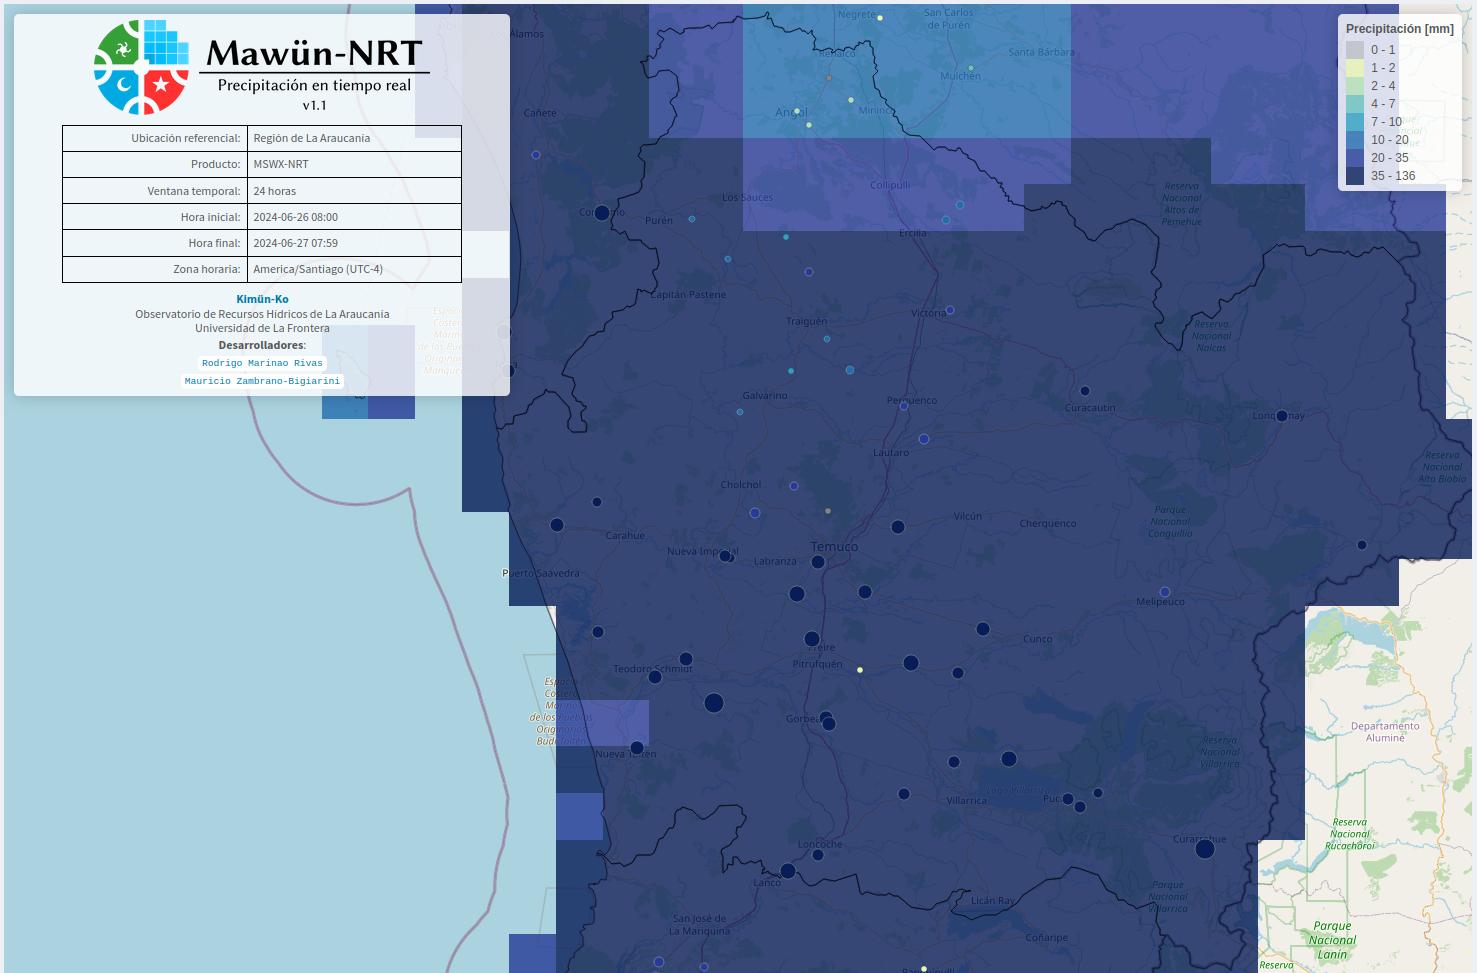 Mawün-NRT
Precipitación en tiempo real
v1.1
Ubicación referencial: Región de La Araucanía
Producto: MSWX-NRT
Ventana temporal: 24 horas
Hora inicial: 2024-06-26 08:00
Hora final: 2024-06-27 07:59
Zona horaria: America/Santiago (UTC-4)
Kimün-Ko
Observatorio de Recursos Hídricos de La Araucanía
Universidad de La Frontera
Desarrolladores:
Rodrigo Marinao Rivas
Mauricio Zambrano-Bigiarini
Precipitación [mm]
0 - 1
1 - 2
2 - 4
4 - 7
7 - 10
10 - 20
20 - 35
35 - 136
Negrete
San Carlos
de Purén
Santa Bárbara
Renaico
Mulchén
Angol
Cañete
Collipulli
Los Sauces
Purén
Ercilla
Reserva
Nacional
Altos de
Pemehue
Capitán Pastene
Victoria
Traiguén
Reserva
Nacional
Nalcas
Galvarino
Perquenco
Curacautín
Lonquimay
Lautaro
Reserva
Nacional
Alto Biobío
Cholchol
Carahue
Vilcún
Cherquenco
Parque
Nacional
Conguillío
Nueva Imperial
Labranza
Temuco
Puerto Saavedra
Melipeuco
Freire
Cunco
Pitrufquén
Teodoro Schmidt
Espacio
Costero
Marino
de los Pueblos
Originarios
Budi Toltén
Gorbea
Nueva Toltén
Departamento
Aluminé
Reserva
Nacional
Villarrica
Lago Villarrica
Villarrica
Reserva
Nacional
Rucachoroi
Curarrehue
Loncoche
Lanco
Licán Ray
Parque
Nacional
Villarrica
San José de
La Mariquina
Coñaripe
Parque
Nacional
Lanín
Reserva